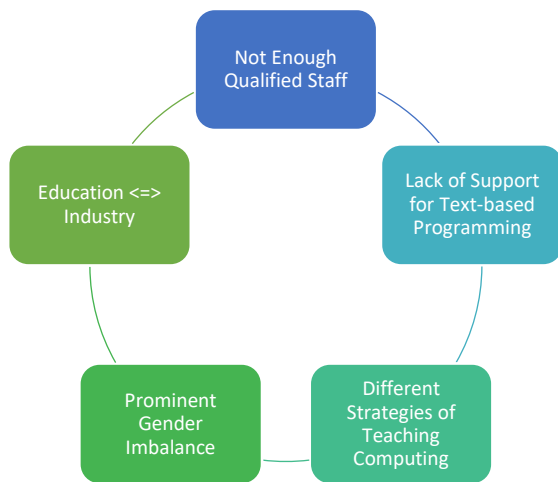 Not Enough
Qualified Staff
Lack of Support
for Text-based
Programming
Different
Strategies of
Teaching
Computing
Prominent
Gender
Imbalance
Education <=>
Industry